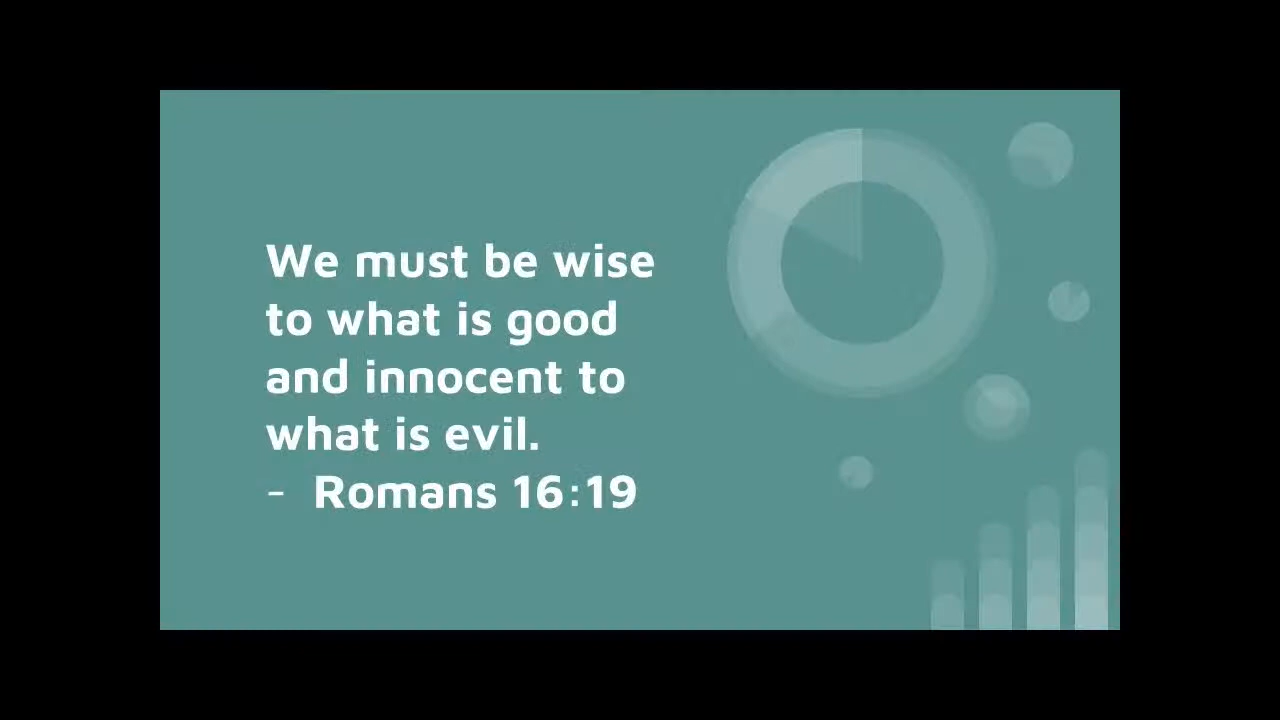 We must be wise
to what is good
and innocent to
what is evil.
- Romans 16:19